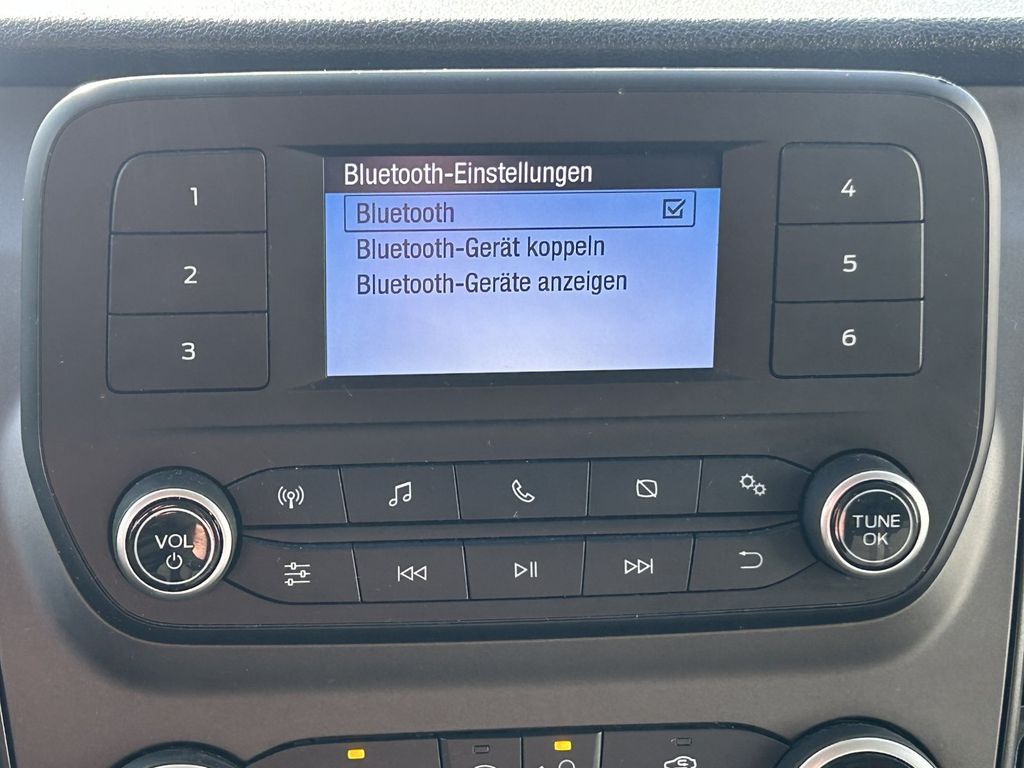 Bluetooth-Einstellungen
Bluetooth
Bluetooth-Gerät koppeln
Bluetooth-Geräte anzeigen
1
2
3
4
5
6
VOL
TUNE
OK